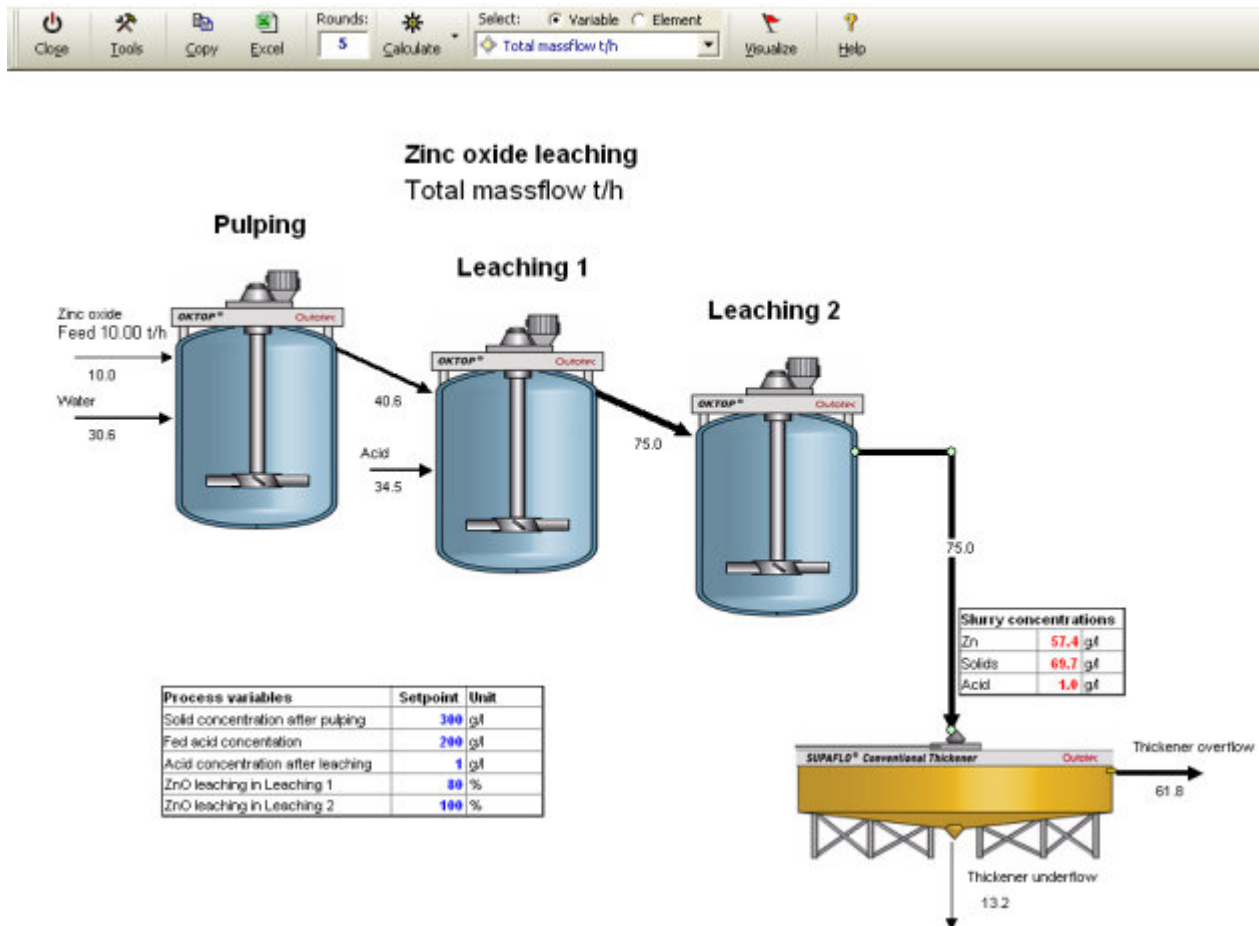 Rounds: Select: Variable Element
5 Total massflow t/h
Close Tools Copy Excel Calculate Visualize Help
Zinc oxide leaching
Total massflow t/h
Pulping
Leaching 1
Leaching 2
Zinc oxide
Feed 10.00 t/h
10.0
Water
30.6
OKTOP® Outotec
40.6
Acid
34.5
OKTOP® Outotec
75.0
OKTOP® Outotec
75.0
Slurry concentrations
Zn 57.4 g/l
Solids 69.7 g/l
Acid 1.0 g/l
Process variables Setpoint Unit
Solid concentration after pulping 300 g/l
Fed acid concentation 200 g/l
Acid concentration after leaching 1 g/l
ZnO leaching in Leaching 1 80 %
ZnO leaching in Leaching 2 100 %
SUPAFLO® Conventional Thickener Outotec
Thickener overflow
61.8
Thickener underflow
13.2